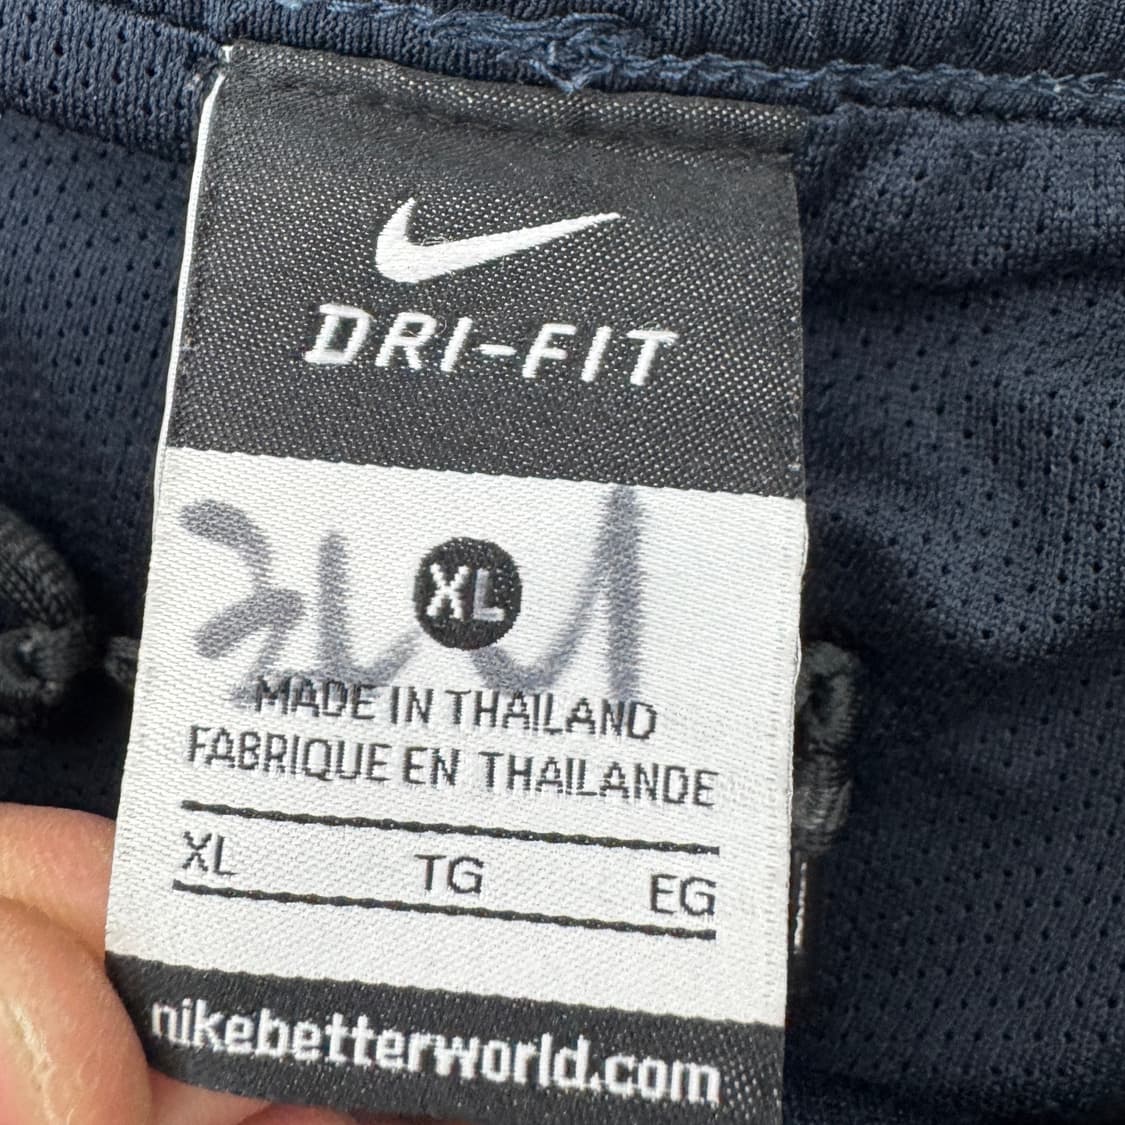 DRI-FIT
XL
MADE IN THAILAND
FABRIQUE EN THAILANDE
XL TG EG
nikebetterworld.com